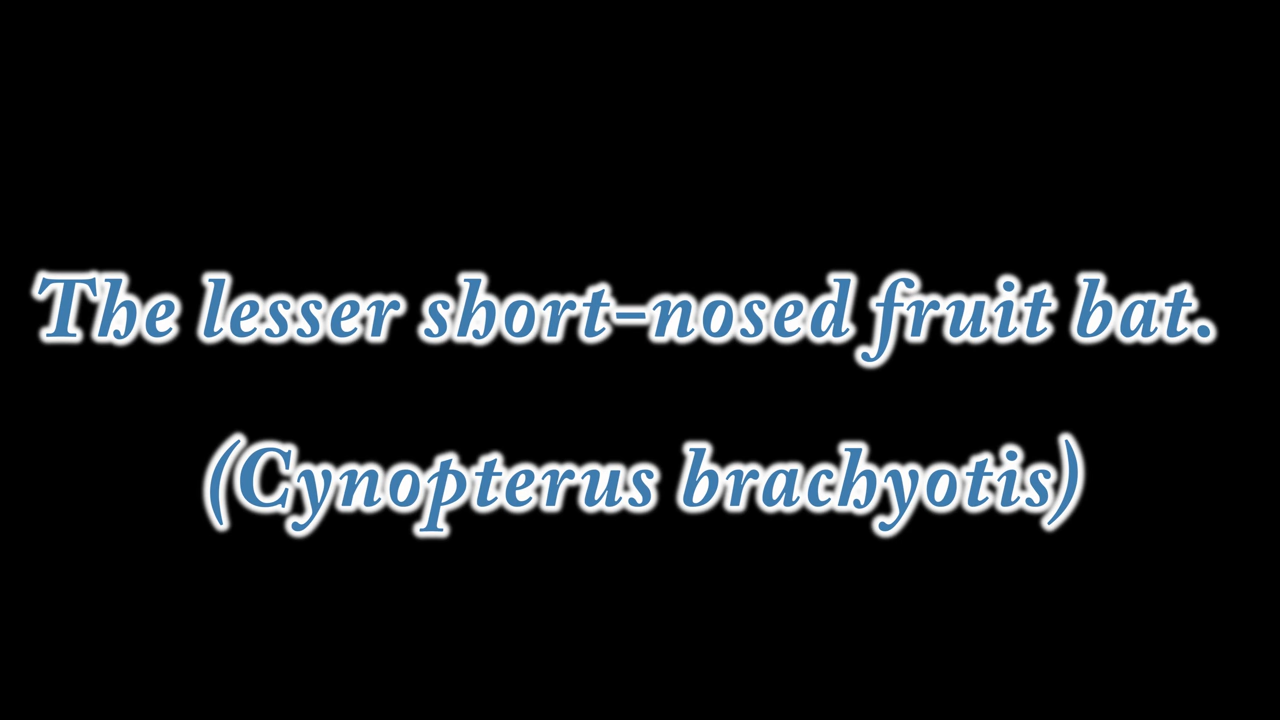 The lesser short-nosed fruit bat.
(Cynopterus brachyotis)